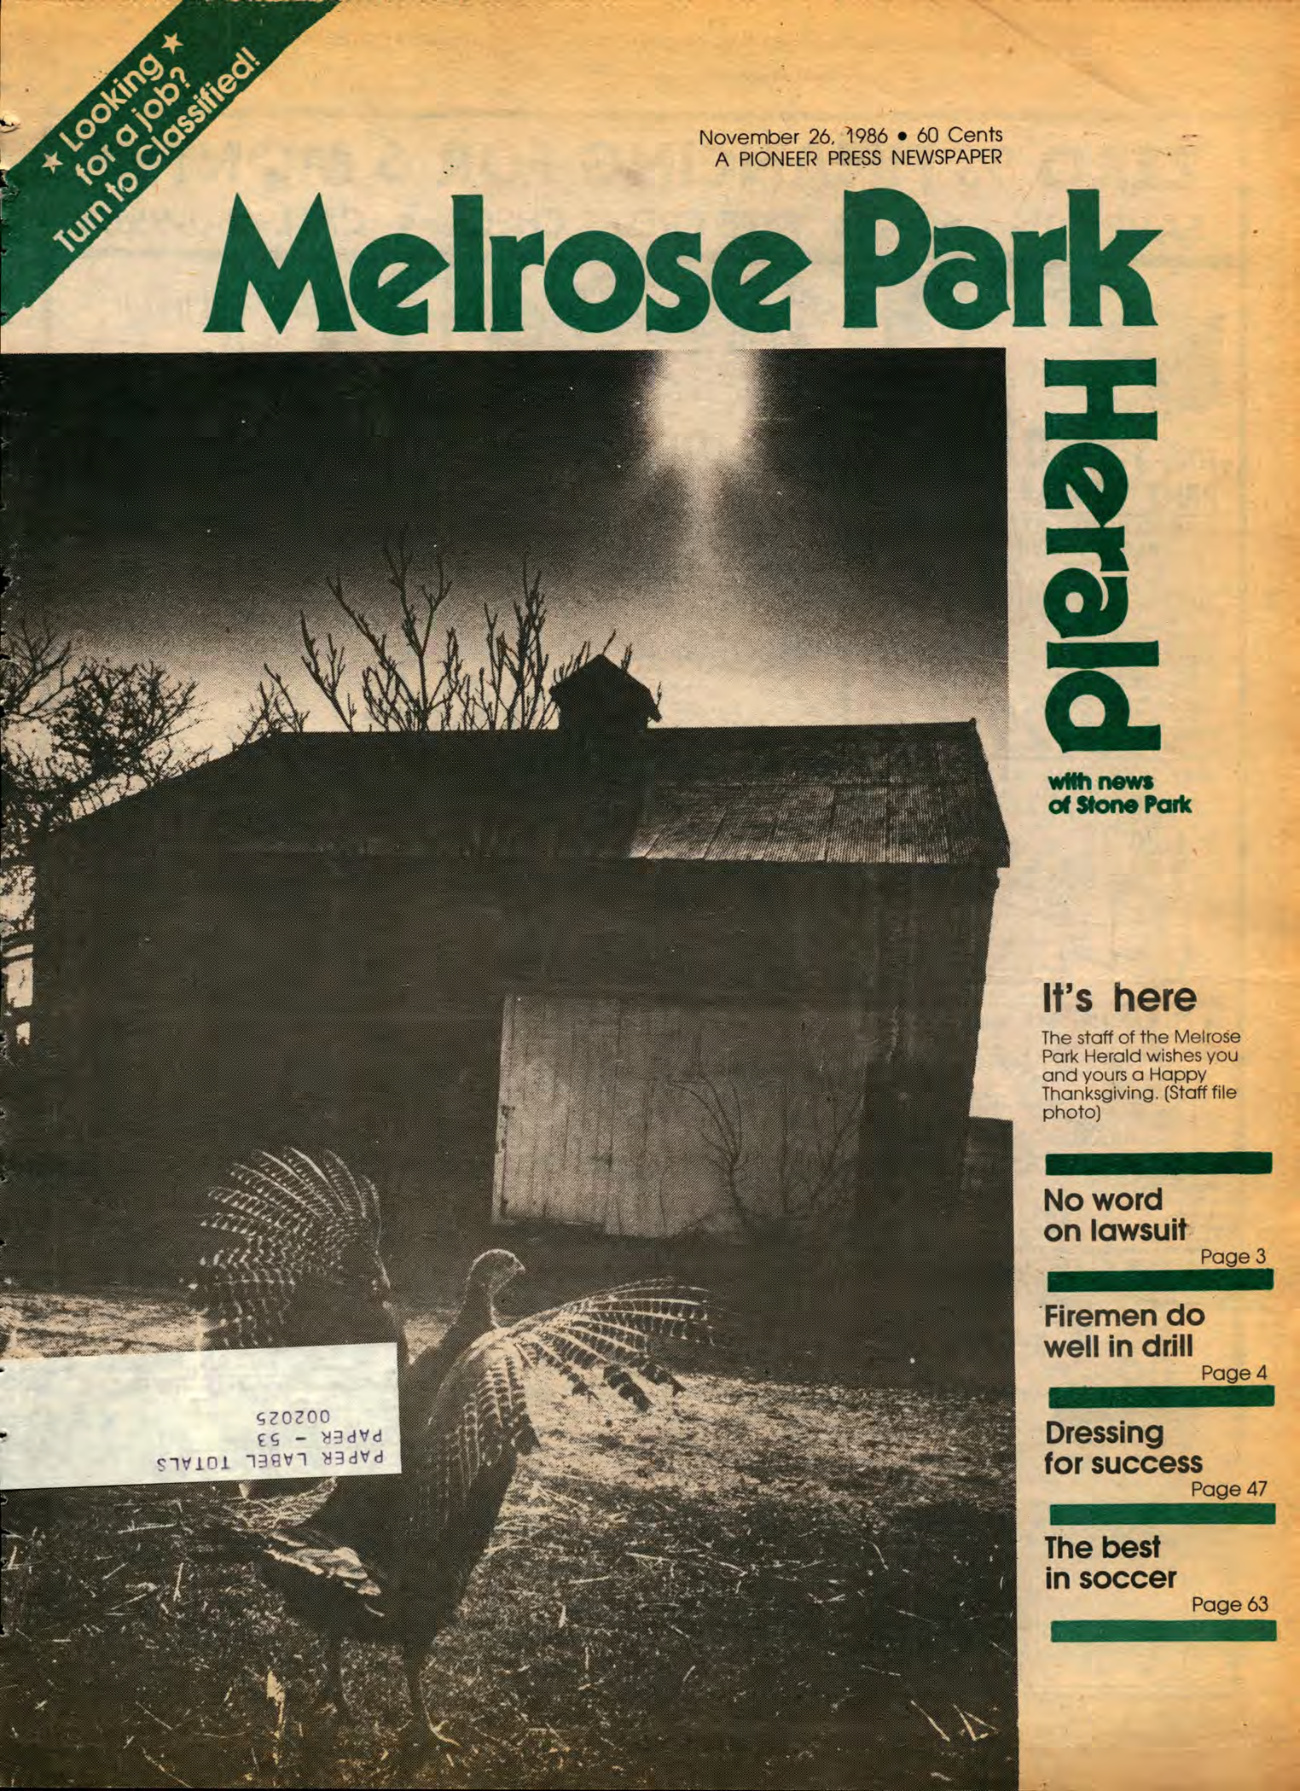 ★ Looking ★
for a job?
Turn to Classified!
November 26, 1986 • 60 Cents
A PIONEER PRESS NEWSPAPER
Melrose Park
Herald
with news
of Stone Park
It's here
The staff of the Melrose
Park Herald wishes you
and yours a Happy
Thanksgiving. (Staff file
photo)
No word
on lawsuit
Page 3
Firemen do
well in drill
Page 4
Dressing
for success
Page 47
The best
in soccer
Page 63
PAPER LABEL TOTALS
PAPER - 53
002025